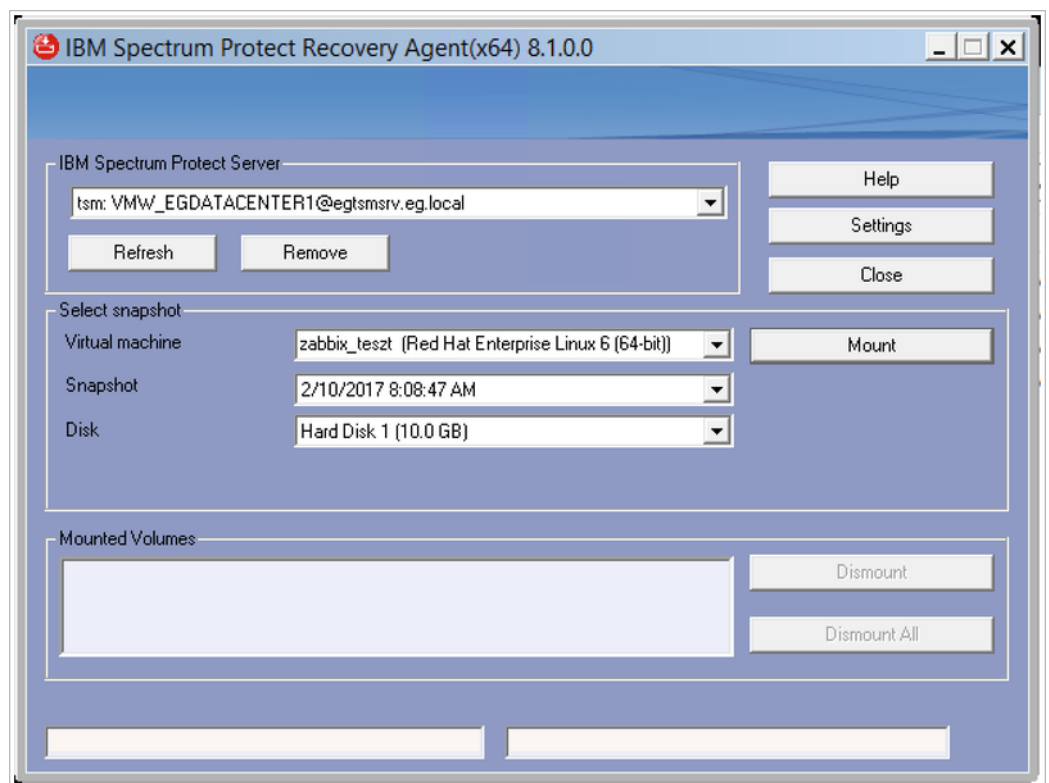 IBM Spectrum Protect Recovery Agent(x64) 8.1.0.0
IBM Spectrum Protect Server
tsm: VMW_EGDATACENTER1@egtsmsrv.eg.local
Refresh
Remove
Help
Settings
Close
Select snapshot
Virtual machine
zabbix_teszt (Red Hat Enterprise Linux 6 (64-bit))
Mount
Snapshot
2/10/2017 8:08:47 AM
Disk
Hard Disk 1 (10.0 GB)
Mounted Volumes
Dismount
Dismount All